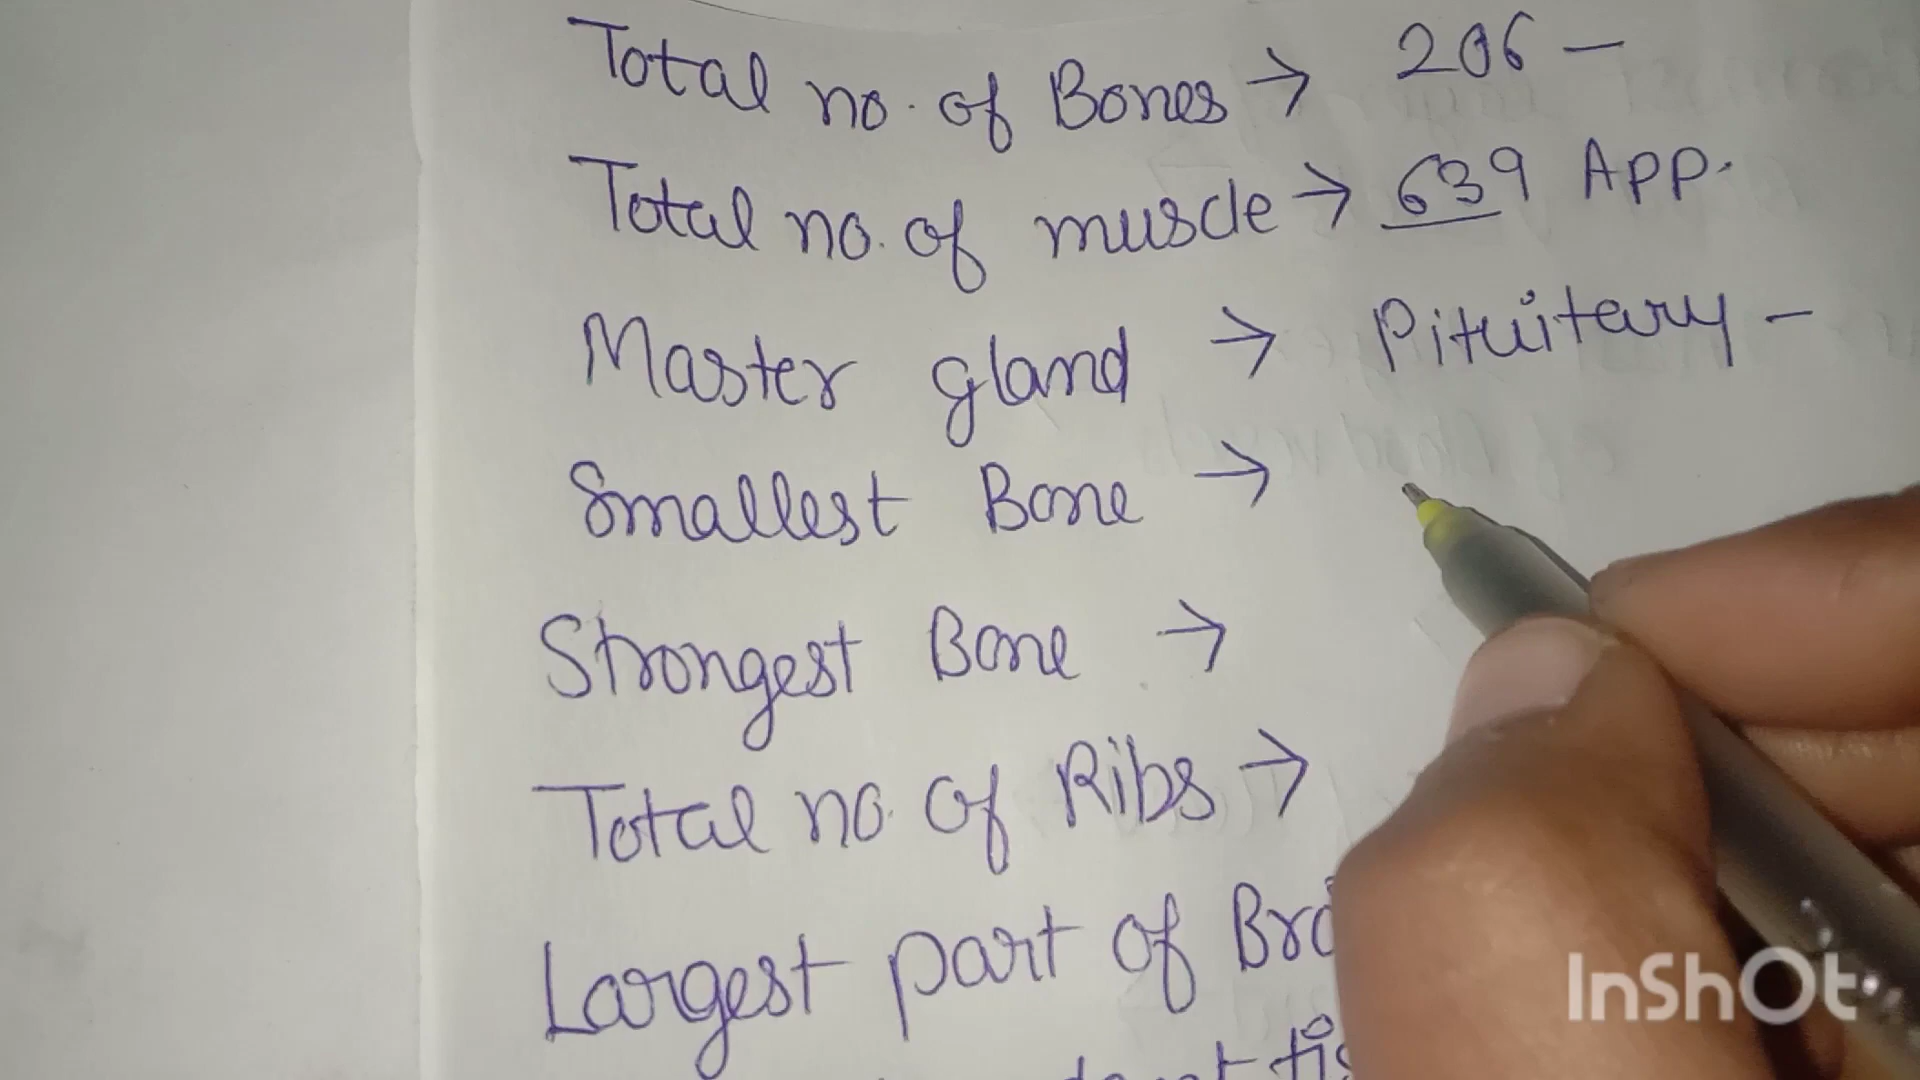 Total no. of Bones → 206 -
Total no. of muscle → 639 App.
Master gland → Pituitary -
Smallest Bone →
Strongest Bone →
Total no. of Ribs →
Largest part of
InShOt